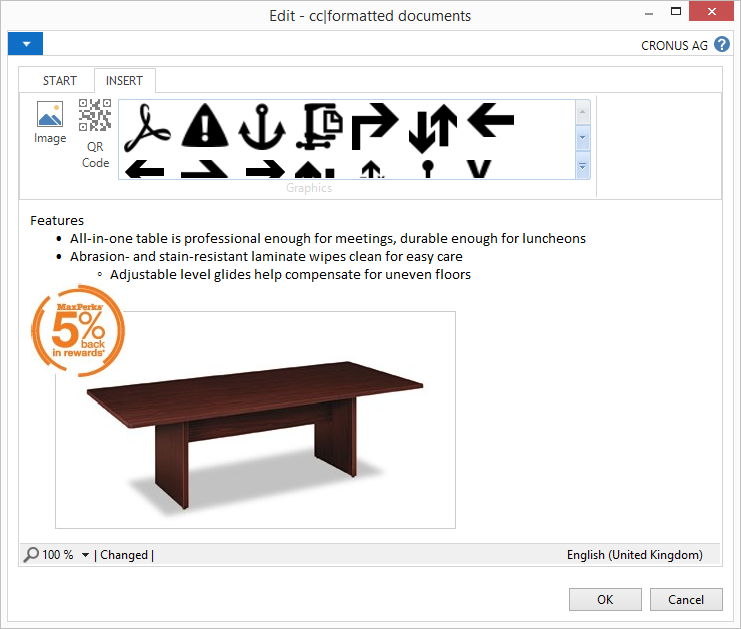 Edit - cc|formatted documents
CRONUS AG ?
START INSERT
Image
QR
Code
Graphics
Features
• All-in-one table is professional enough for meetings, durable enough for luncheons
• Abrasion- and stain-resistant laminate wipes clean for easy care
◦ Adjustable level glides help compensate for uneven floors
MaxPerks
5%
back
in rewards*
100 % | Changed |
English (United Kingdom)
OK Cancel